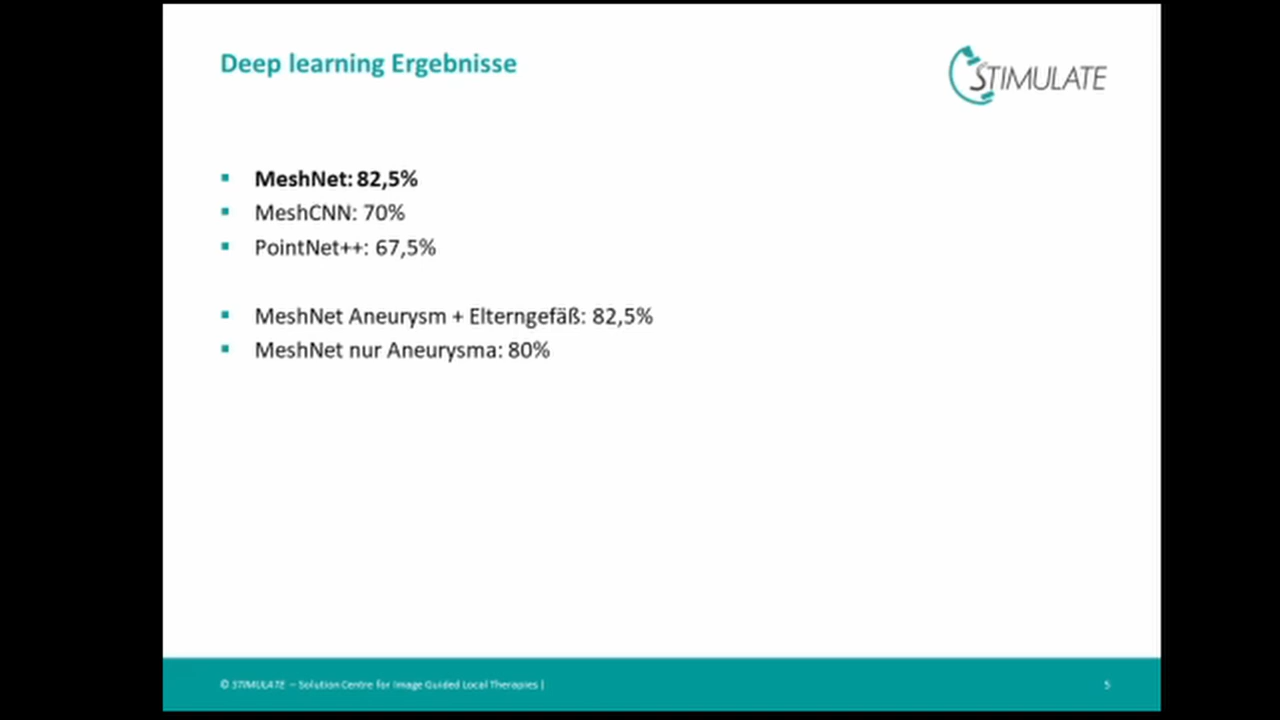 Deep learning Ergebnisse
STIMULATE
MeshNet: 82,5%
MeshCNN: 70%
PointNet++: 67,5%
MeshNet Aneurysm + Elterngefäß: 82,5%
MeshNet nur Aneurysma: 80%
© STIMULATE – Solution Centre for Image Guided Local Therapies |
5